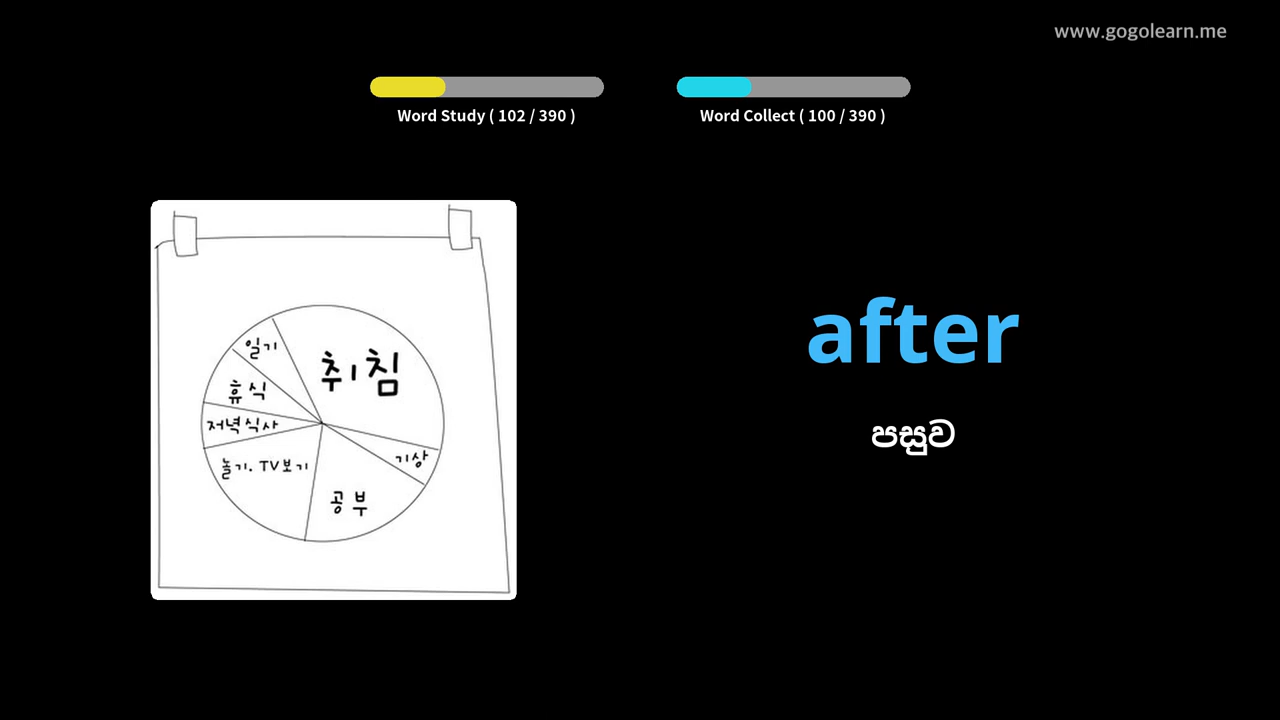 www.gogolearn.me
Word Study ( 102 / 390 )
Word Collect ( 100 / 390 )
일기
취침
휴식
저녁식사
놀기. TV보기
기상
공부
after
පසුව